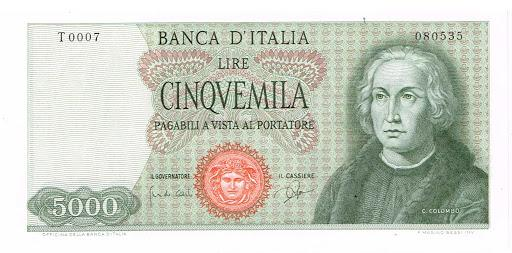 T0007
BANCA D'ITALIA
080535
LIRE
CINQVEMILA
PAGABILI A VISTA AL PORTATORE
IL GOVERNATORE
IL CASSIERE
5000
C. COLOMBO
OFFICINA DELLA BANCA D'ITALIA